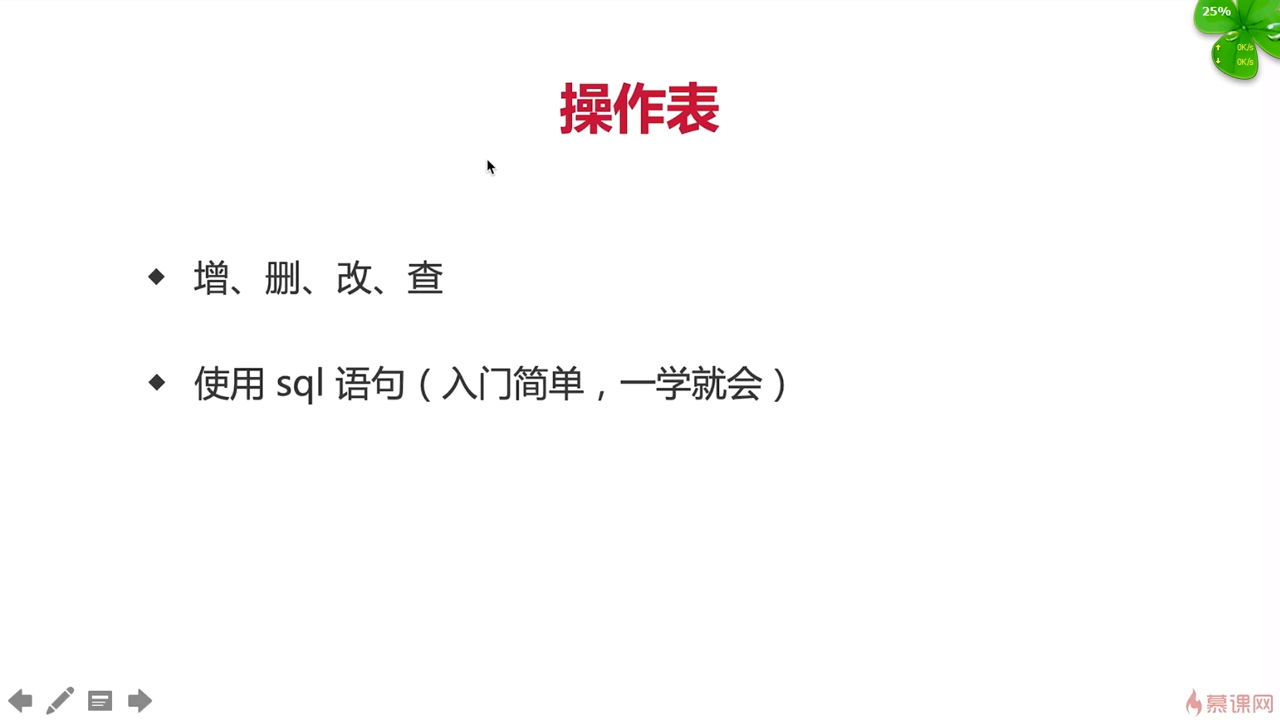 25%
操作表
0K/s
0K/s
◆ 增、删、改、查
◆ 使用 sql 语句（入门简单，一学就会）
慕课网